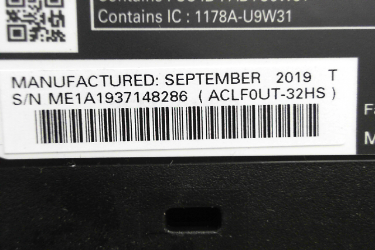 Contains IC : 1178A-U9W31
MANUFACTURED: SEPTEMBER 2019 T
S/N ME1A1937148286 ( ACLF0UT-32HS )